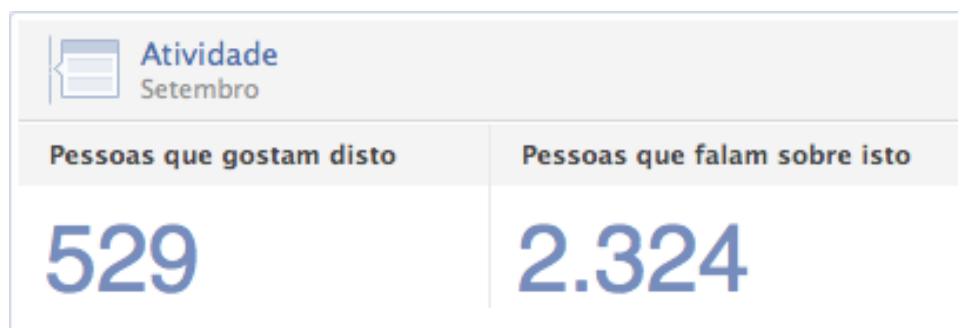 Atividade
Setembro
Pessoas que gostam disto
Pessoas que falam sobre isto
529
2.324